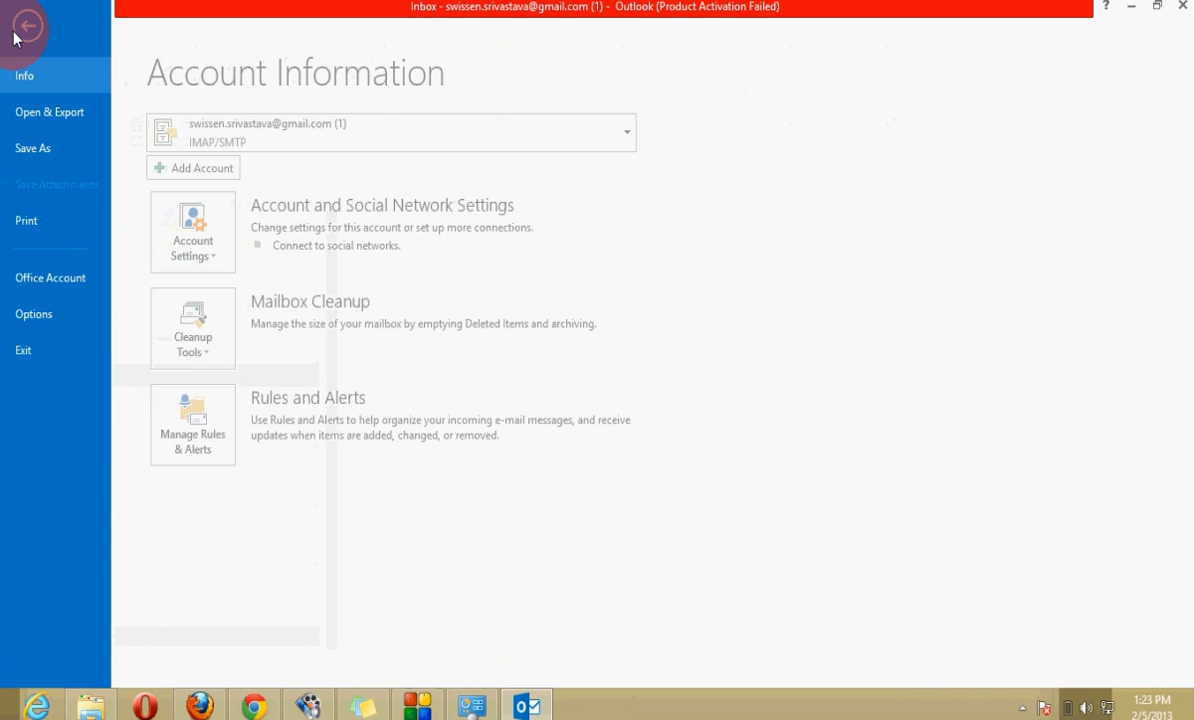 Inbox - swissen.srivastava@gmail.com (1) - Outlook (Product Activation Failed)
?
Info
Open & Export
Save As
Save Attachments
Print
Office Account
Options
Exit
Account Information
swissen.srivastava@gmail.com (1)
IMAP/SMTP
Add Account
Account
Settings
Account and Social Network Settings
Change settings for this account or set up more connections.
Connect to social networks.
Cleanup
Tools
Mailbox Cleanup
Manage the size of your mailbox by emptying Deleted Items and archiving.
Manage Rules
& Alerts
Rules and Alerts
Use Rules and Alerts to help organize your incoming e-mail messages, and receive
updates when items are added, changed, or removed.
1:23 PM
2/5/2013